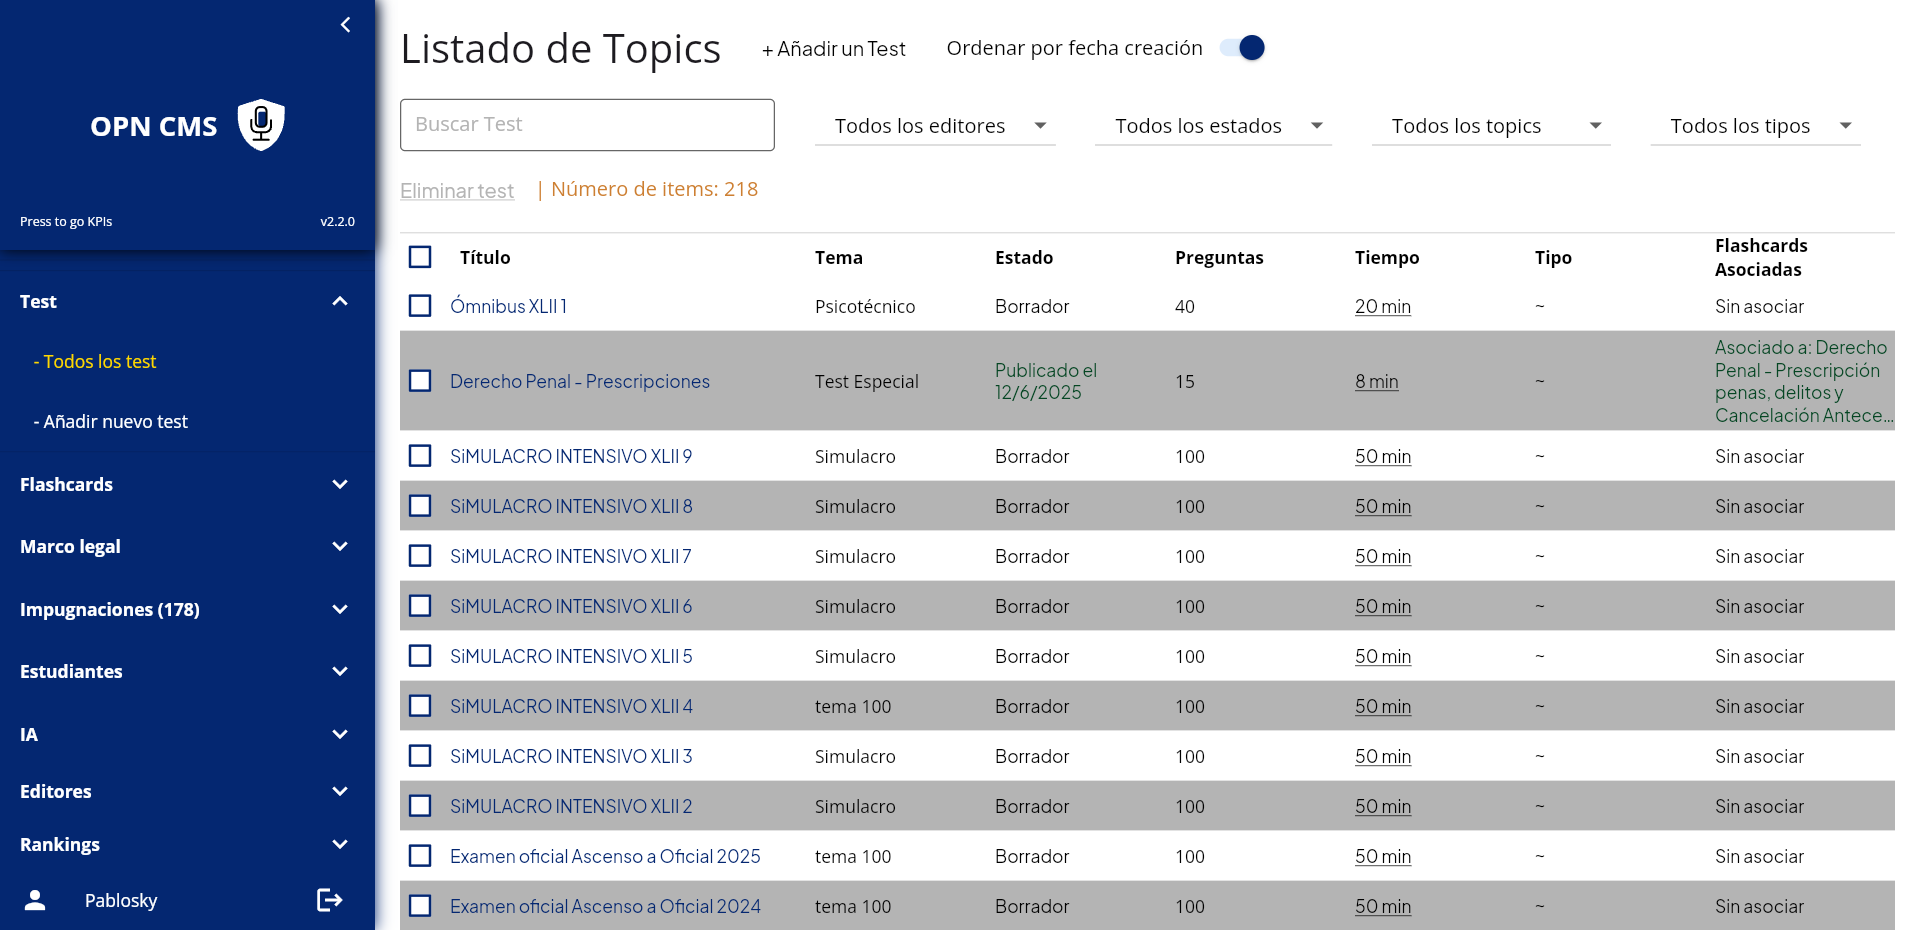 OPN CMS
Press to go KPIs v2.2.0
Test
- Todos los test
- Añadir nuevo test
Flashcards
Marco legal
Impugnaciones (178)
Estudiantes
IA
Editores
Rankings
Pablosky
Listado de Topics + Añadir un Test Ordenar por fecha creación
Buscar Test Todos los editores Todos los estados Todos los topics Todos los tipos
Eliminar test | Número de items: 218
Título Tema Estado Preguntas Tiempo Tipo Flashcards
Asociadas
Ómnibus XLII 1 Psicotécnico Borrador 40 20 min ~ Sin asociar
Derecho Penal - Prescripciones Test Especial Publicado el
12/6/2025 15 8 min ~ Asociado a: Derecho
Penal - Prescripción
penas, delitos y
Cancelación Antece...
SiMULACRO INTENSIVO XLII 9 Simulacro Borrador 100 50 min ~ Sin asociar
SiMULACRO INTENSIVO XLII 8 Simulacro Borrador 100 50 min ~ Sin asociar
SiMULACRO INTENSIVO XLII 7 Simulacro Borrador 100 50 min ~ Sin asociar
SiMULACRO INTENSIVO XLII 6 Simulacro Borrador 100 50 min ~ Sin asociar
SiMULACRO INTENSIVO XLII 5 Simulacro Borrador 100 50 min ~ Sin asociar
SiMULACRO INTENSIVO XLII 4 tema 100 Borrador 100 50 min ~ Sin asociar
SiMULACRO INTENSIVO XLII 3 Simulacro Borrador 100 50 min ~ Sin asociar
SiMULACRO INTENSIVO XLII 2 Simulacro Borrador 100 50 min ~ Sin asociar
Examen oficial Ascenso a Oficial 2025 tema 100 Borrador 100 50 min ~ Sin asociar
Examen oficial Ascenso a Oficial 2024 tema 100 Borrador 100 50 min ~ Sin asociar